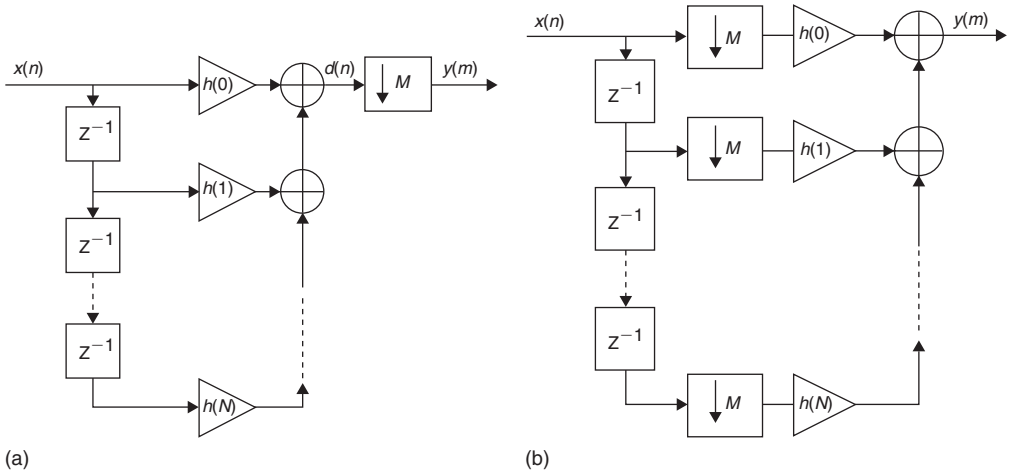 x(n)
h(0)
d(n)
M
y(m)
z⁻¹
h(1)
z⁻¹
z⁻¹
h(N)
(a)
x(n)
M
h(0)
y(m)
z⁻¹
M
h(1)
z⁻¹
z⁻¹
M
h(N)
(b)